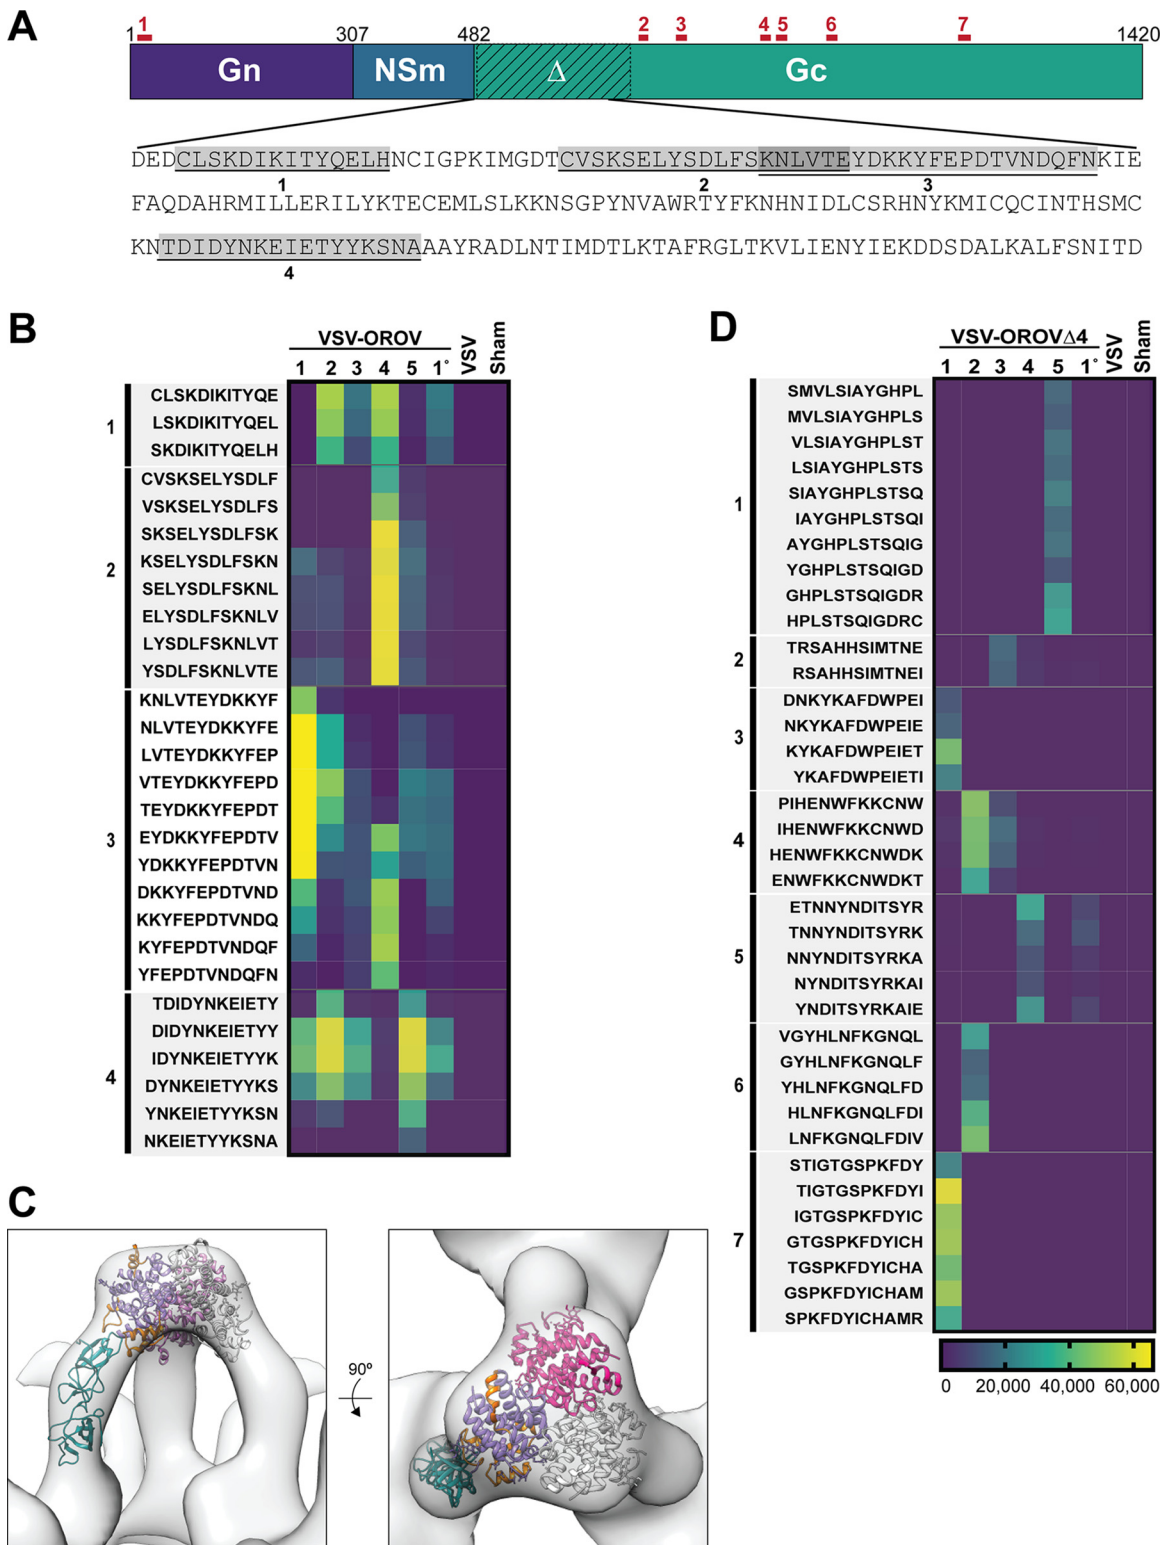 A
1 1 307 482 2 3 4 5 6 7 1420
Gn NSm Δ Gc
DEDCLSKDIKITYQELHNCIGPKIMGDTCVSKSELYSDLFSKNLVTEYDKKYFEPDTVNDQFNKIE
1 2 3
FAQDAHRMILLERILYKTECEMLSLKKNSGPYNVAWRTYFKNHNIDLCSRHNYKMICQCINTHSMC
KNTDIDYNKEIETYYKSNAAAYRADLNTIMDTLKTAFRGLTKVLIENYIEKDDSDALKALFSNITD
4
B
VSV-OROV
1 2 3 4 5 1° VSV Sham
1
CLSKDIKITYQE
LSKDIKITYQEL
SKDIKITYQELH
2
CVSKSELYSDLF
VSKSELYSDLFS
SKSELYSDLFSK
KSELYSDLFSKN
SELYSDLFSKNL
ELYSDLFSKNLV
LYSDLFSKNLVT
YSDLFSKNLVTE
3
KNLVTEYDKKYF
NLVTEYDKKYFE
LVTEYDKKYFEP
VTEYDKKYFEPD
TEYDKKYFEPDT
EYDKKYFEPDTV
YDKKYFEPDTVN
DKKYFEPDTVND
KKYFEPDTVNDQ
KYFEPDTVNDQF
YFEPDTVNDQFN
4
TDIDYNKEIETY
DIDYNKEIETYY
IDYNKEIETYYK
DYNKEIETYYKS
YNKEIETYYKSN
NKEIETYYKSNA
C
90º
D
VSV-OROVΔ4
1 2 3 4 5 1° VSV Sham
1
SMVLSIAYGHPL
MVLSIAYGHPLS
VLSIAYGHPLST
LSIAYGHPLSTS
SIAYGHPLSTSQ
IAYGHPLSTSQI
AYGHPLSTSQIG
YGHPLSTSQIGD
GHPLSTSQIGDR
HPLSTSQIGDRC
2
TRSAHHSIMTNE
RSAHHSIMTNEI
3
DNKYKAFDWPEI
NKYKAFDWPEIE
KYKAFDWPEIET
YKAFDWPEIETI
4
PIHENWFKKCNW
IHENWFKKCNWD
HENWFKKCNWDK
ENWFKKCNWDKT
5
ETNNYNDITSYR
TNNYNDITSYRK
NNYNDITSYRKA
NYNDITSYRKAI
YNDITSYRKAIE
6
VGYHLNFKGNQL
GYHLNFKGNQLF
YHLNFKGNQLFD
HLNFKGNQLFDI
LNFKGNQLFDIV
7
STIGTGSPKFDY
TIGTGSPKFDYI
IGTGSPKFDYIC
GTGSPKFDYICH
TGSPKFDYICHA
GSPKFDYICHAM
SPKFDYICHAMR
0 20,000 40,000 60,000